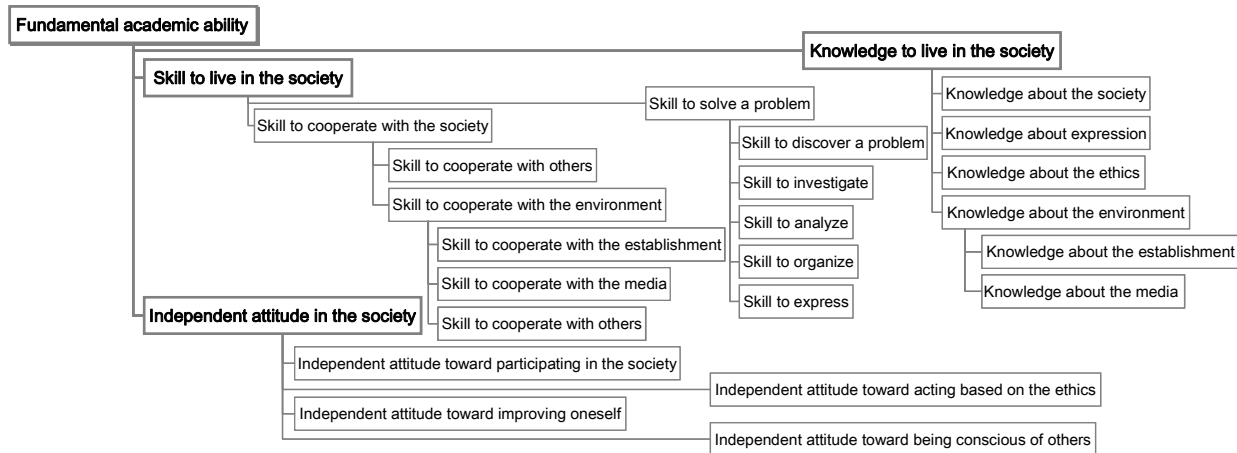 Fundamental academic ability
Knowledge to live in the society
Skill to live in the society
Knowledge about the society
Skill to solve a problem
Skill to cooperate with the society
Knowledge about expression
Skill to discover a problem
Skill to cooperate with others
Knowledge about the ethics
Skill to investigate
Skill to cooperate with the environment
Knowledge about the environment
Skill to analyze
Skill to cooperate with the establishment
Knowledge about the establishment
Skill to organize
Skill to cooperate with the media
Knowledge about the media
Skill to express
Independent attitude in the society
Skill to cooperate with others
Independent attitude toward participating in the society
Independent attitude toward acting based on the ethics
Independent attitude toward improving oneself
Independent attitude toward being conscious of others